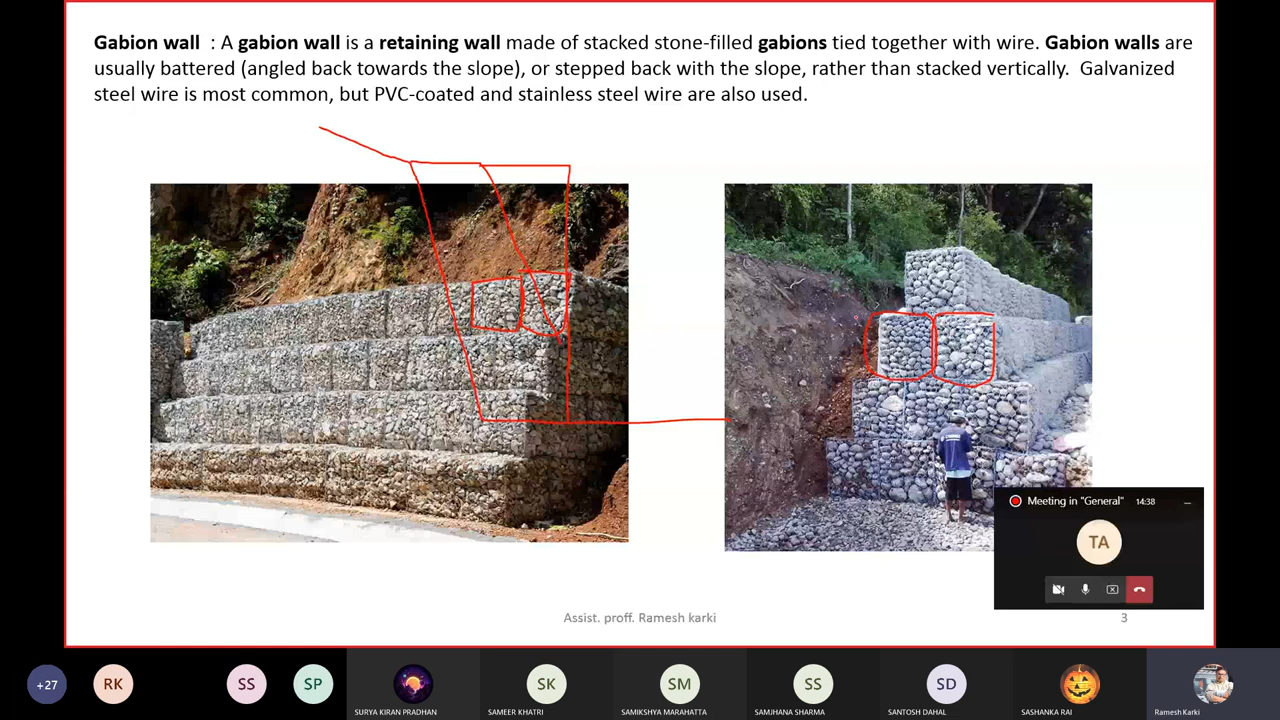 Gabion wall : A gabion wall is a retaining wall made of stacked stone-filled gabions tied together with wire. Gabion walls are
usually battered (angled back towards the slope), or stepped back with the slope, rather than stacked vertically. Galvanized
steel wire is most common, but PVC-coated and stainless steel wire are also used.
Meeting in "General" 14:38
TA
Assist. proff. Ramesh karki
3
+27
RK
SS
SP
SK
SM
SS
SD
SURYA KIRAN PRADHAN
SAMEER KHATRI
SAMIKSHYA MARAHATTA
SAMJHANA SHARMA
SANTOSH DAHAL
SASHANKA RAI
Ramesh Karki